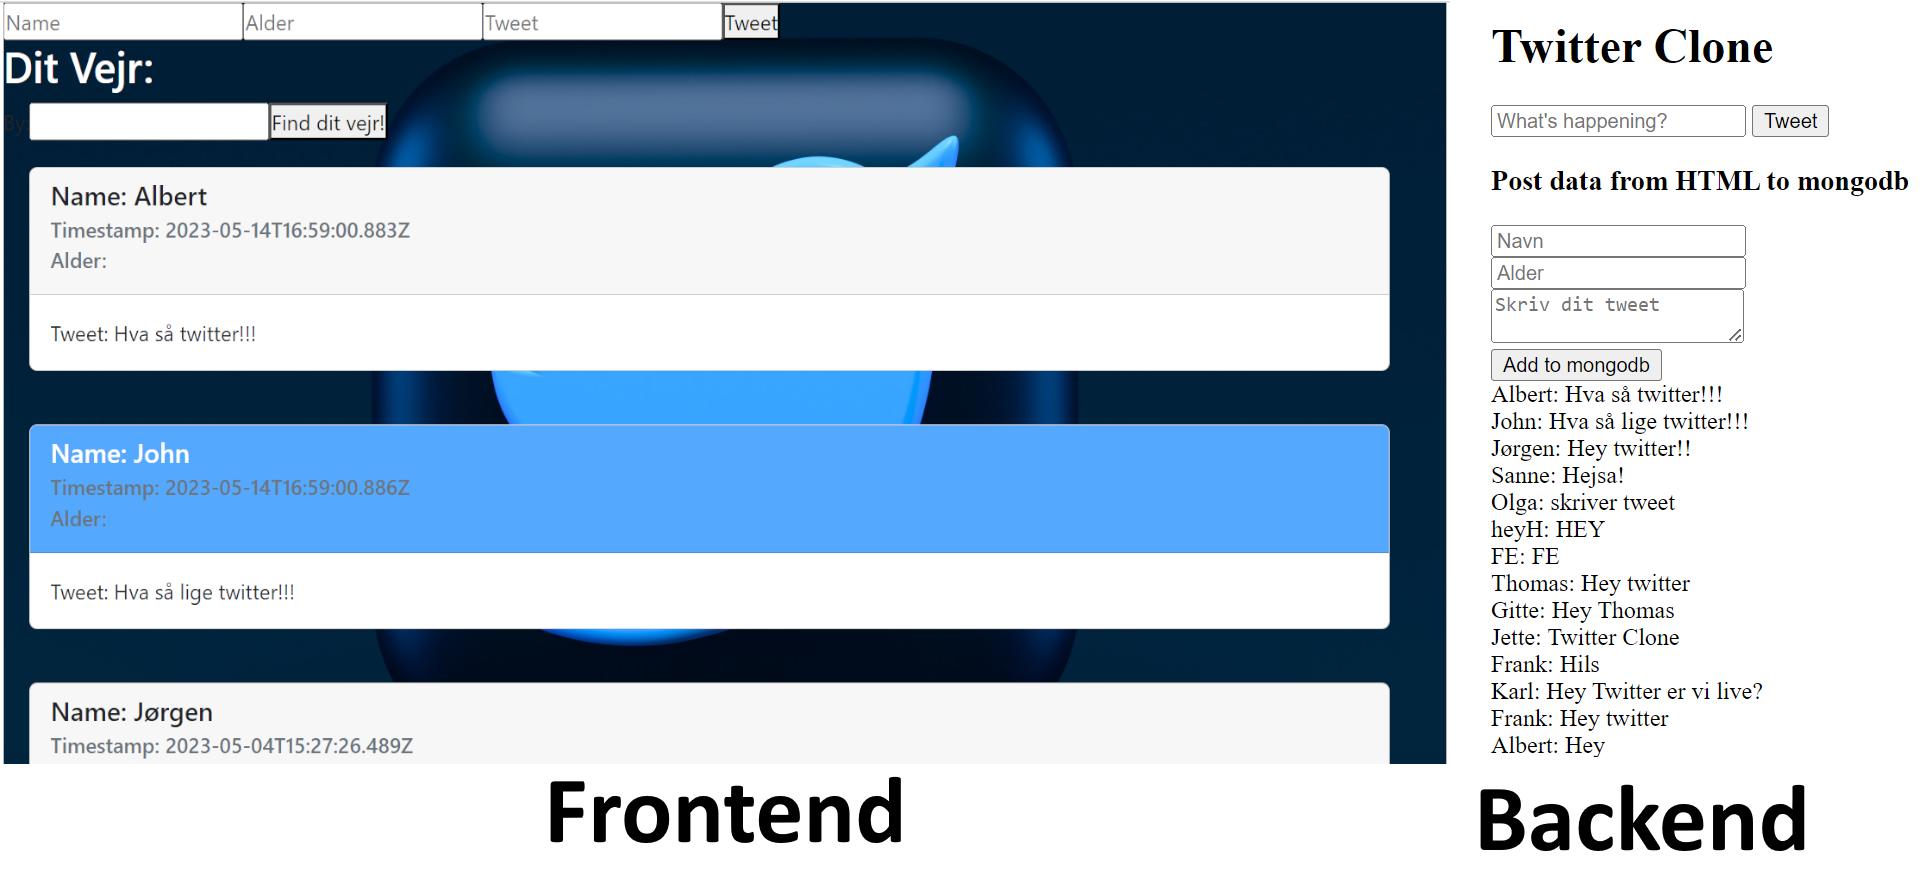 Name Alder Tweet Tweet
Dit Vejr:
By: Find dit vejr!
Name: Albert
Timestamp: 2023-05-14T16:59:00.883Z
Alder:
Tweet: Hva så twitter!!!
Name: John
Timestamp: 2023-05-14T16:59:00.886Z
Alder:
Tweet: Hva så lige twitter!!!
Name: Jørgen
Timestamp: 2023-05-04T15:27:26.489Z
Frontend
Twitter Clone
What's happening? Tweet
Post data from HTML to mongodb
Navn
Alder
Skriv dit tweet
Add to mongodb
Albert: Hva så twitter!!!
John: Hva så lige twitter!!!
Jørgen: Hey twitter!!
Sanne: Hejsa!
Olga: skriver tweet
heyH: HEY
FE: FE
Thomas: Hey twitter
Gitte: Hey Thomas
Jette: Twitter Clone
Frank: Hils
Karl: Hey Twitter er vi live?
Frank: Hey twitter
Albert: Hey
Backend